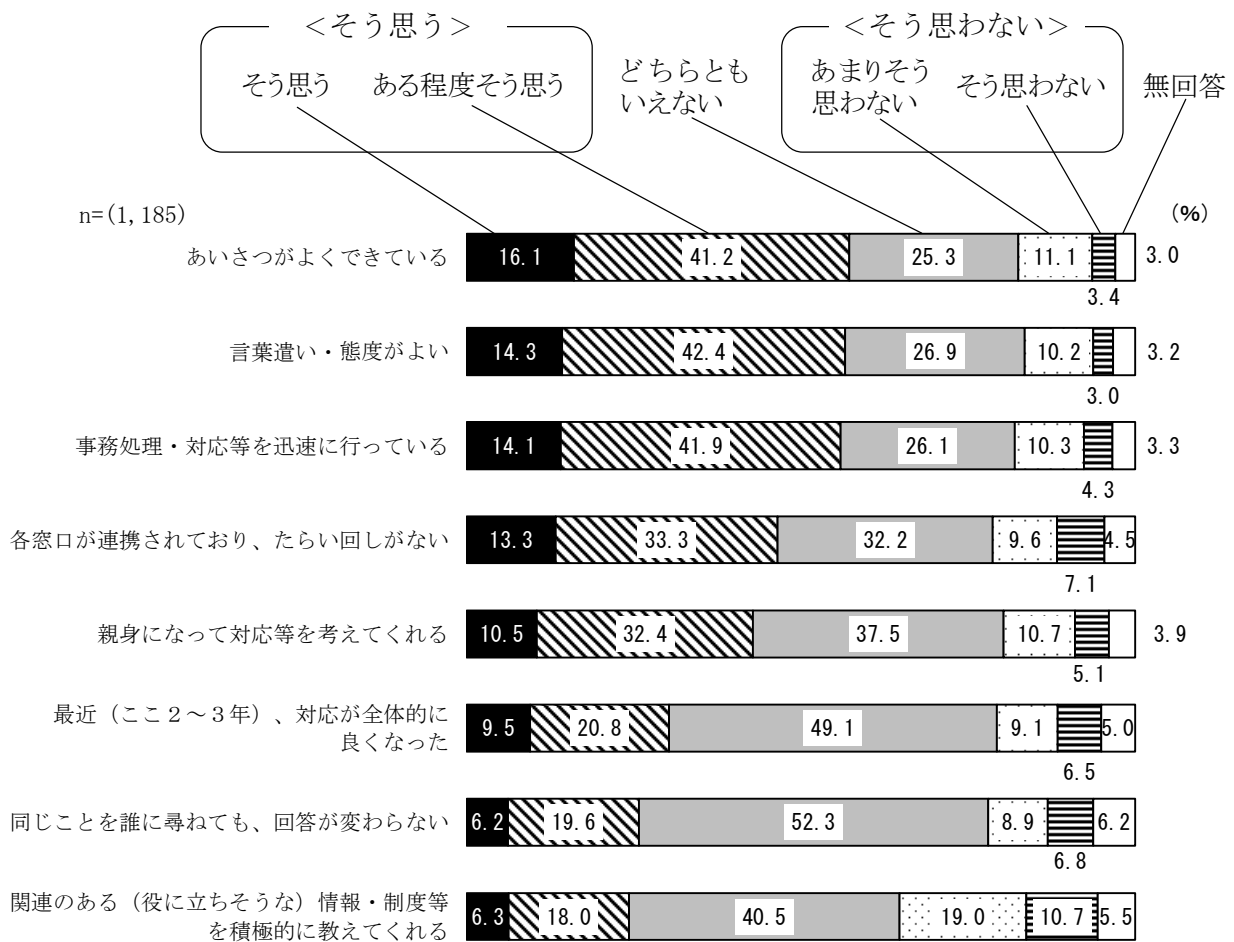 ＜そう思う＞
＜そう思わない＞
そう思う
ある程度そう思う
どちらとも
いえない
あまりそう
思わない
そう思わない
無回答
n=(1,185)
(%)
あいさつがよくできている
16.1
41.2
25.3
11.1
3.4
3.0
言葉遣い・態度がよい
14.3
42.4
26.9
10.2
3.0
3.2
事務処理・対応等を迅速に行っている
14.1
41.9
26.1
10.3
4.3
3.3
各窓口が連携されており、たらい回しがない
13.3
33.3
32.2
9.6
7.1
4.5
親身になって対応等を考えてくれる
10.5
32.4
37.5
10.7
5.1
3.9
最近（ここ２～３年）、対応が全体的に
良くなった
9.5
20.8
49.1
9.1
6.5
5.0
同じことを誰に尋ねても、回答が変わらない
6.2
19.6
52.3
8.9
6.8
6.2
関連のある（役に立ちそうな）情報・制度等
を積極的に教えてくれる
6.3
18.0
40.5
19.0
10.7
5.5